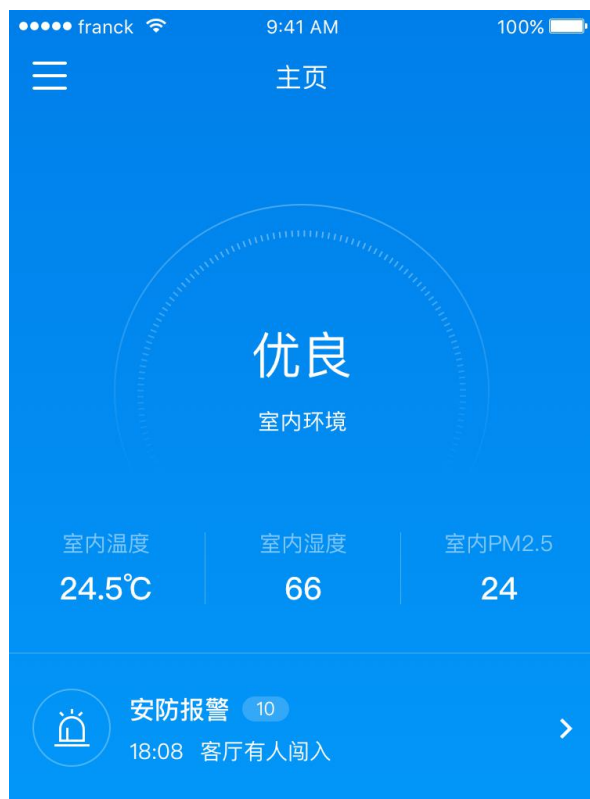 franck 9:41 AM 100%
主页
优良
室内环境
室内温度 室内湿度 室内PM2.5
24.5℃ 66 24
安防报警 10
18:08 客厅有人闯入